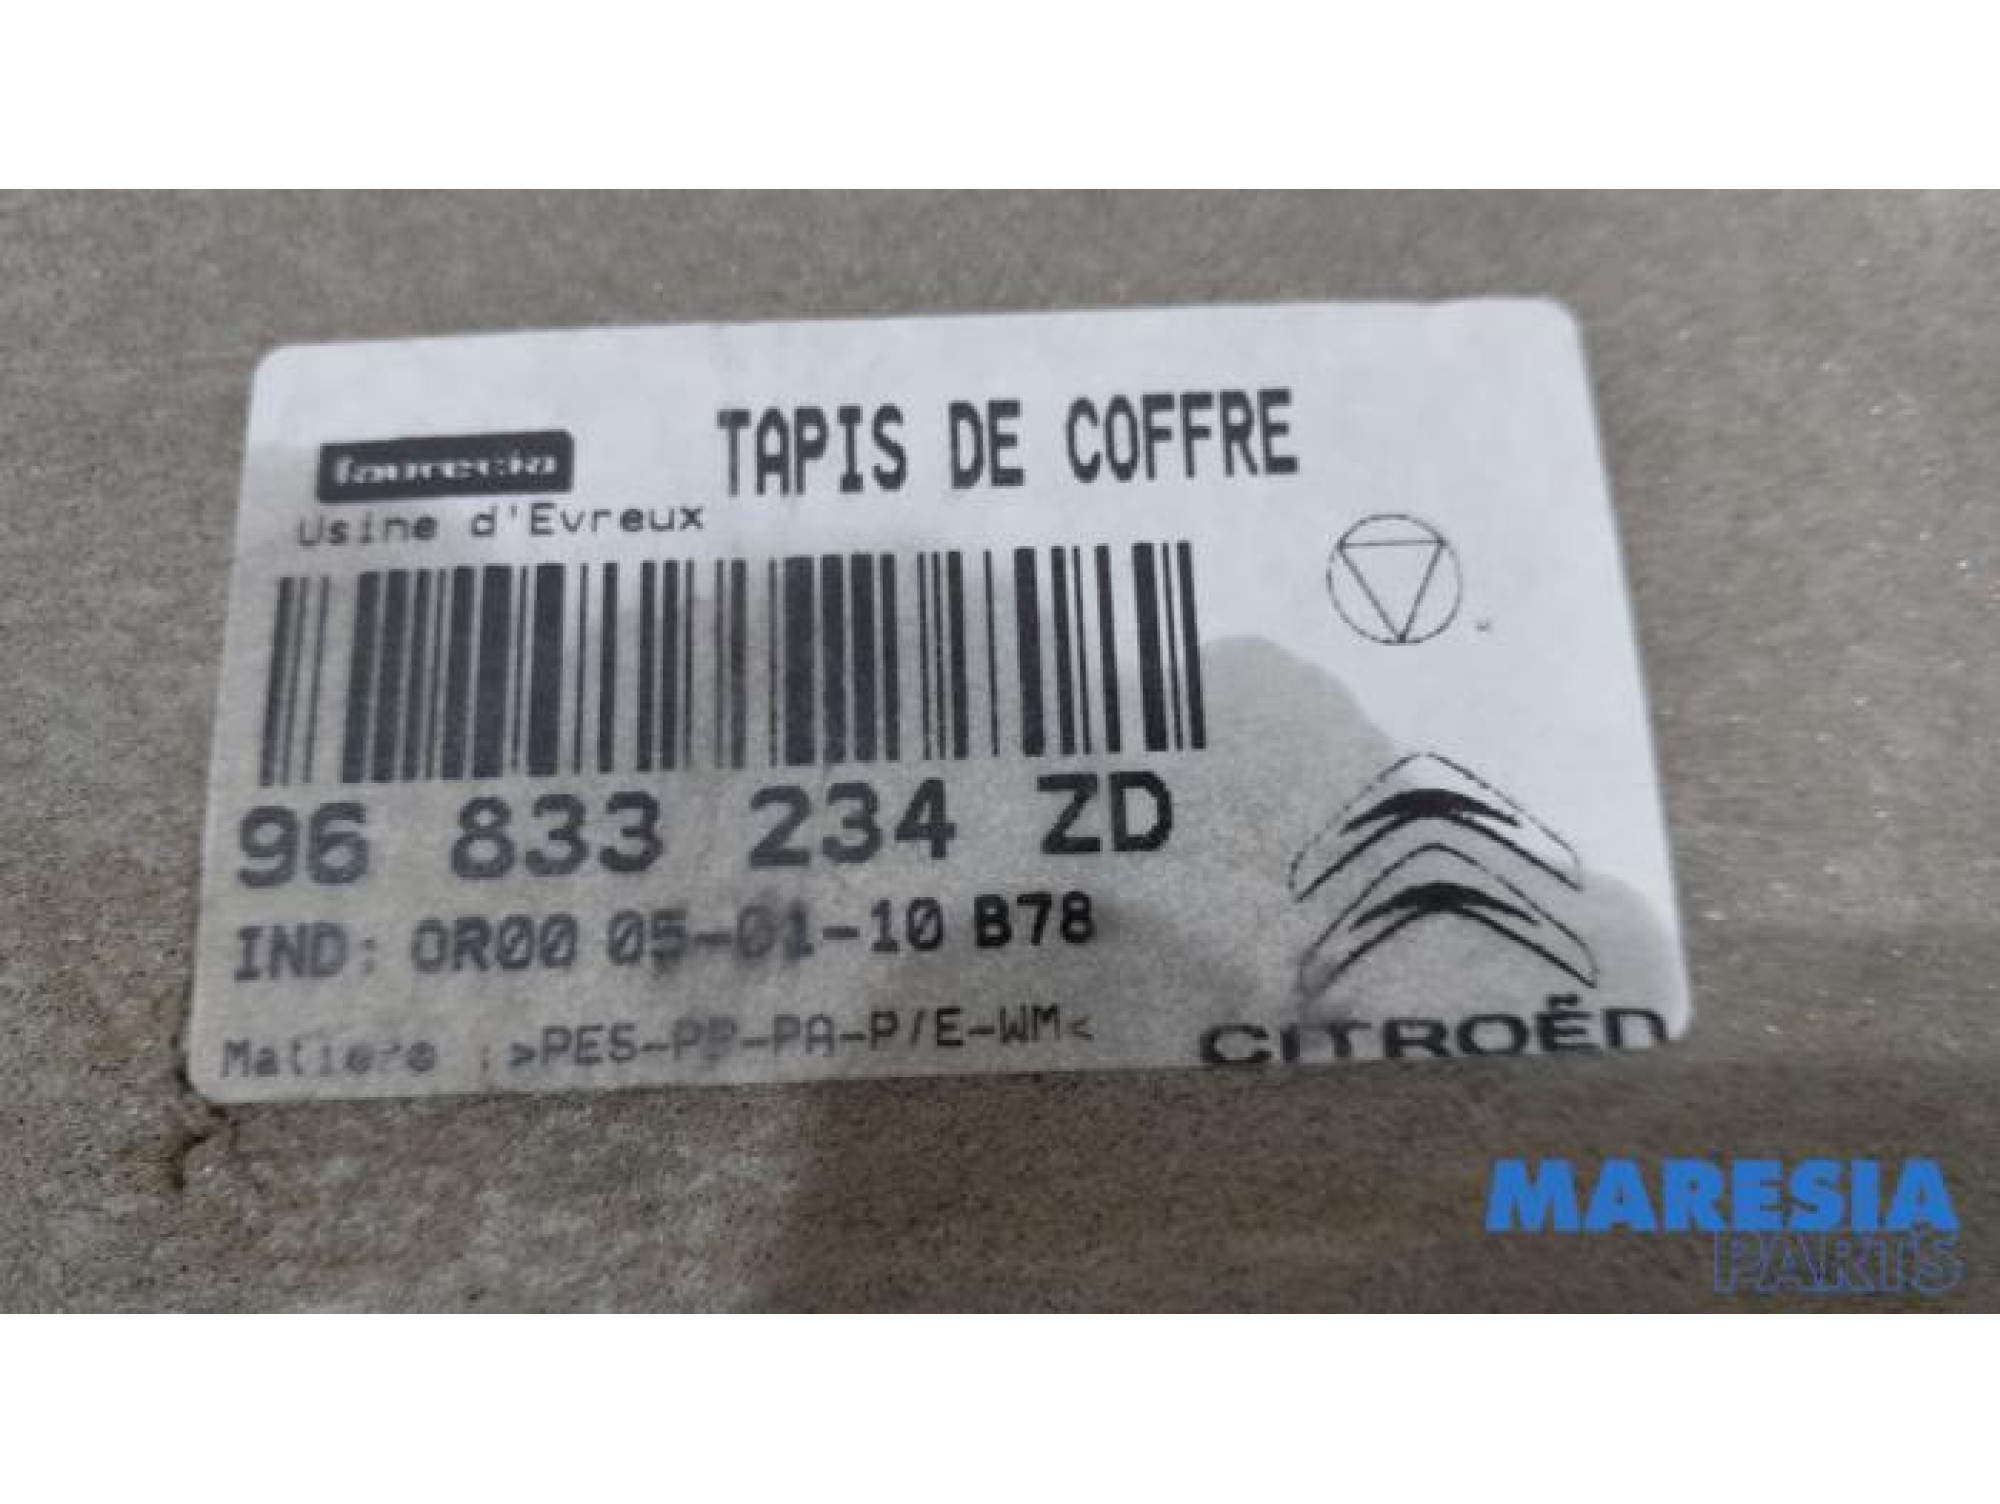 TAPIS DE COFFRE
faurecia
Usine d'Evreux
96 833 234 ZD
IND: OR00 05-01-10 B78
Matiere :>PES-PP-PA-P/E-WM<
CITROËN
MARESIA
PARTS